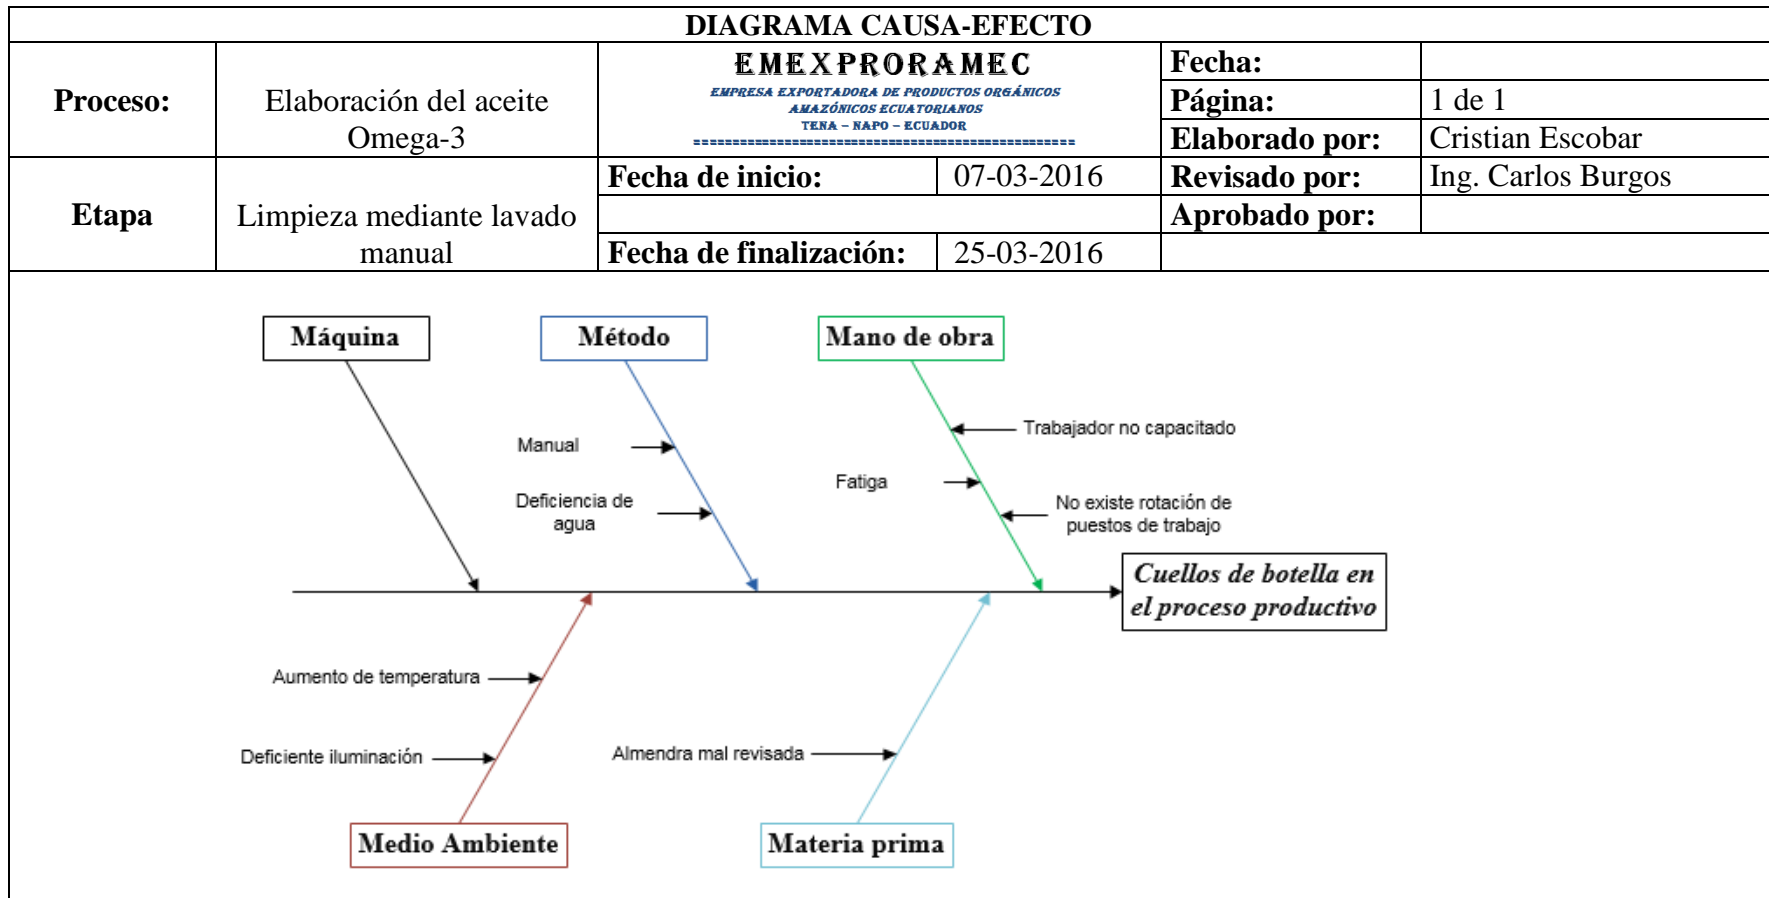 DIAGRAMA CAUSA-EFECTO
Proceso:
Elaboración del aceite
Omega-3
EMEXPRORAMEC
EMPRESA EXPORTADORA DE PRODUCTOS ORGÁNICOS
AMAZÓNICOS ECUATORIANOS
TENA – NAPO – ECUADOR
Fecha:
Página:
1 de 1
Elaborado por:
Cristian Escobar
Etapa
Limpieza mediante lavado
manual
Fecha de inicio:
07-03-2016
Revisado por:
Ing. Carlos Burgos
Aprobado por:
Fecha de finalización:
25-03-2016
Máquina
Método
Mano de obra
Trabajador no capacitado
Manual
Fatiga
Deficiencia de
agua
No existe rotación de
puestos de trabajo
Cuellos de botella en
el proceso productivo
Aumento de temperatura
Deficiente iluminación
Almendra mal revisada
Medio Ambiente
Materia prima